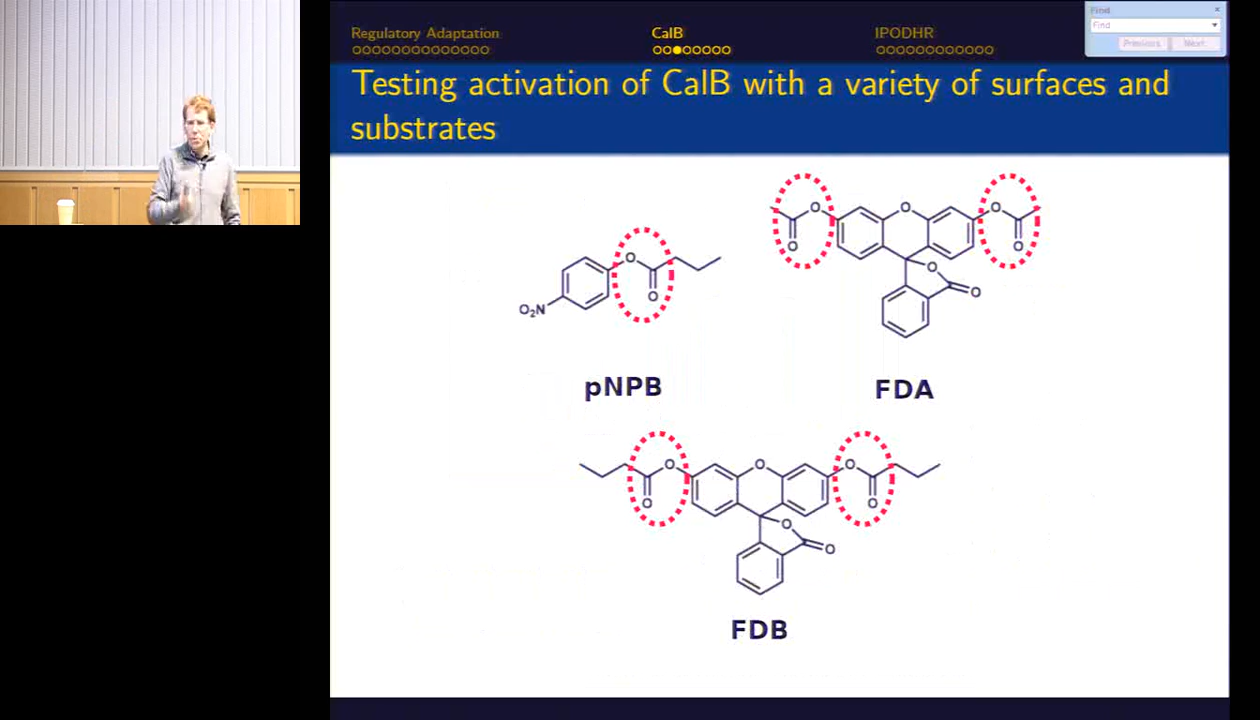 Regulatory Adaptation
CalB
IPODHR
Find
Find
Previous
Next
Testing activation of CalB with a variety of surfaces and
substrates
O
O
O₂N
pNPB
O
O
O
O
O
O
O
FDA
O
O
O
O
O
O
O
FDB